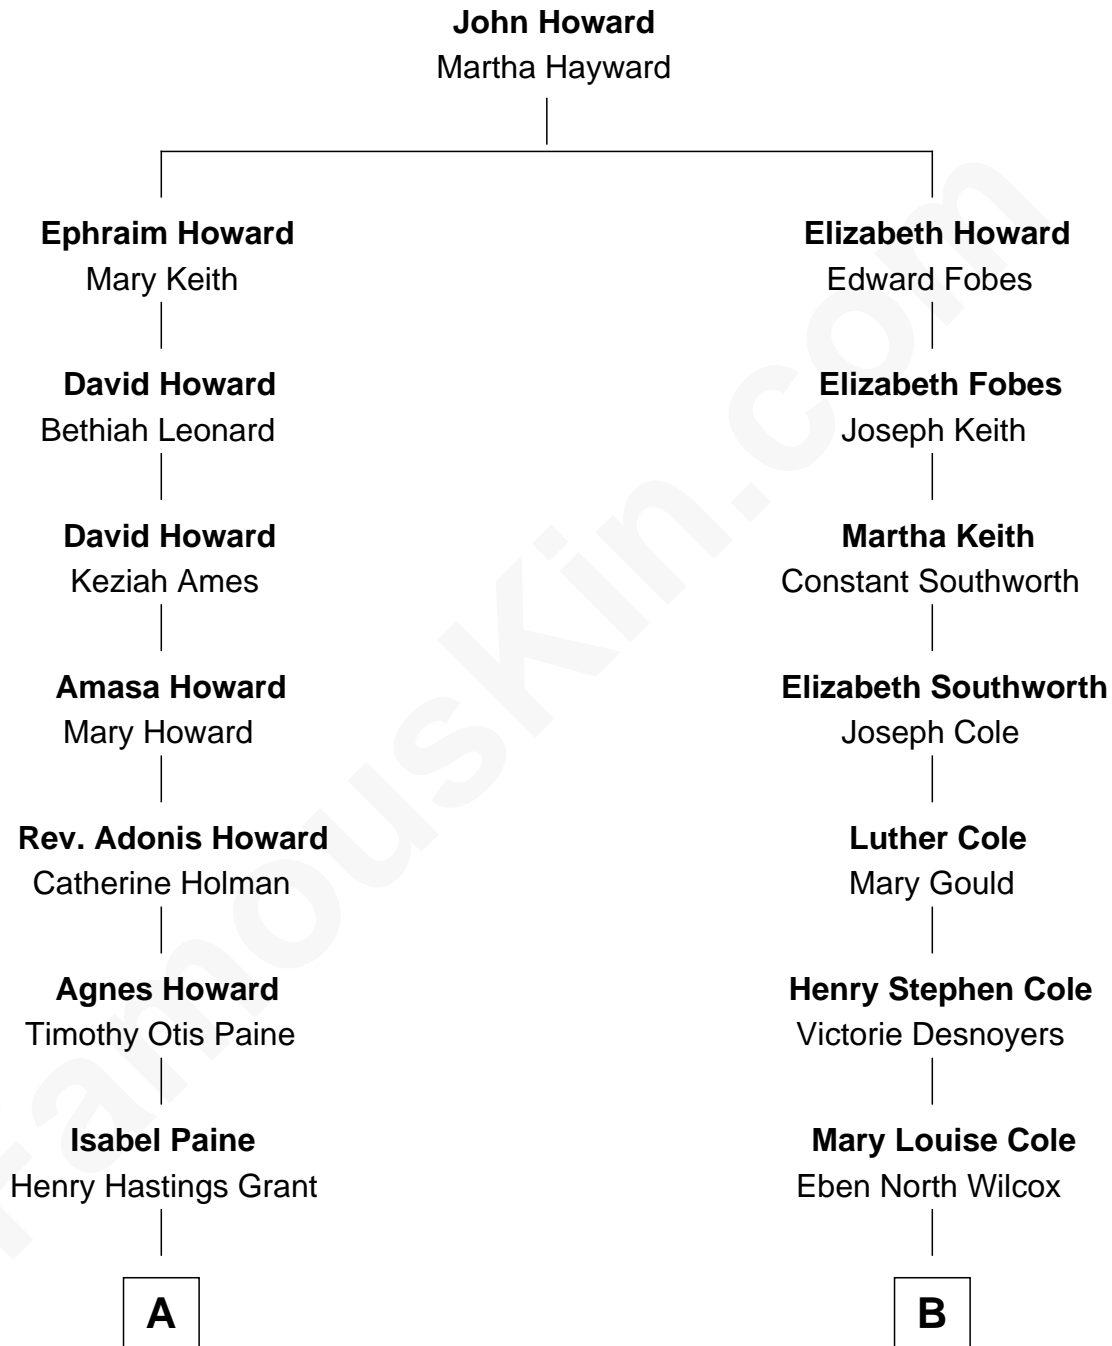 John Howard
Martha Hayward
Ephraim Howard
Mary Keith
Elizabeth Howard
Edward Fobes
David Howard
Bethiah Leonard
Elizabeth Fobes
Joseph Keith
David Howard
Keziah Ames
Martha Keith
Constant Southworth
Amasa Howard
Mary Howard
Elizabeth Southworth
Joseph Cole
Rev. Adonis Howard
Catherine Holman
Luther Cole
Mary Gould
Agnes Howard
Timothy Otis Paine
Henry Stephen Cole
Victorie Desnoyers
Isabel Paine
Henry Hastings Grant
Mary Louise Cole
Eben North Wilcox
A
B
FamousKin.com